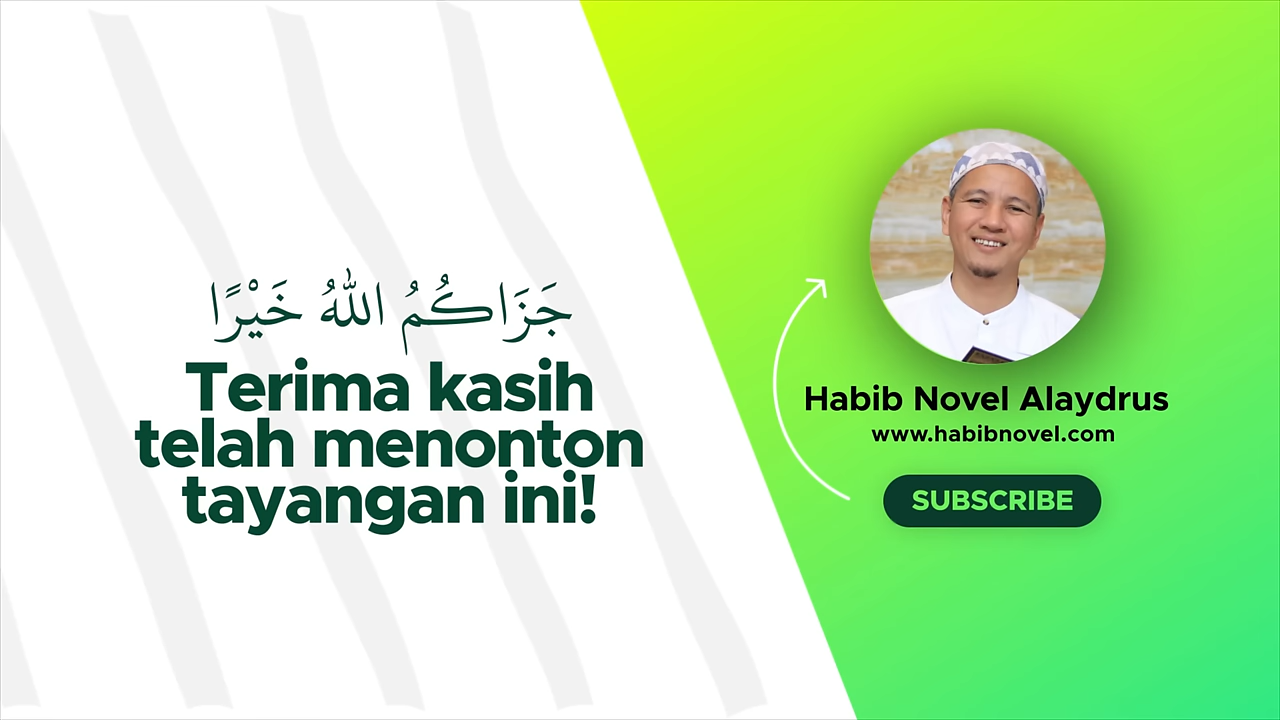 جَزَاكُمُ اللهُ خَيْرًا
Terima kasih
telah menonton
tayangan ini!
Habib Novel Alaydrus
www.habibnovel.com
SUBSCRIBE